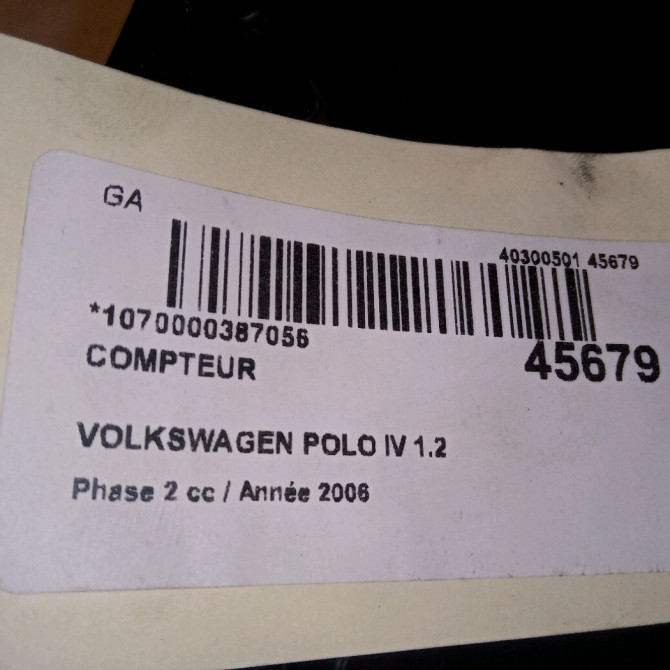 GA
40300501 45679
*1070000387056
45679
COMPTEUR
VOLKSWAGEN POLO IV 1.2
Phase 2 cc / Année 2006